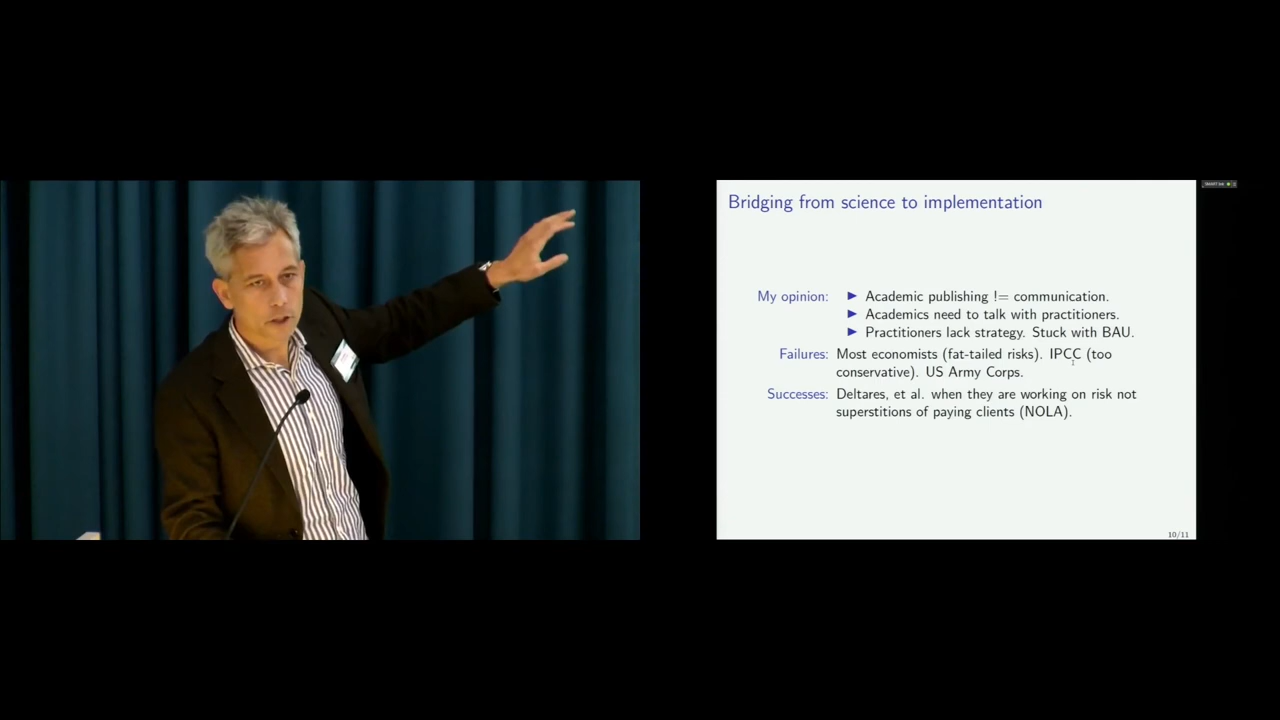 Bridging from science to implementation
My opinion: ▶ Academic publishing != communication.
▶ Academics need to talk with practitioners.
▶ Practitioners lack strategy. Stuck with BAU.
Failures: Most economists (fat-tailed risks). IPCC (too
conservative). US Army Corps.
Successes: Deltares, et al. when they are working on risk not
superstitions of paying clients (NOLA).
10/11